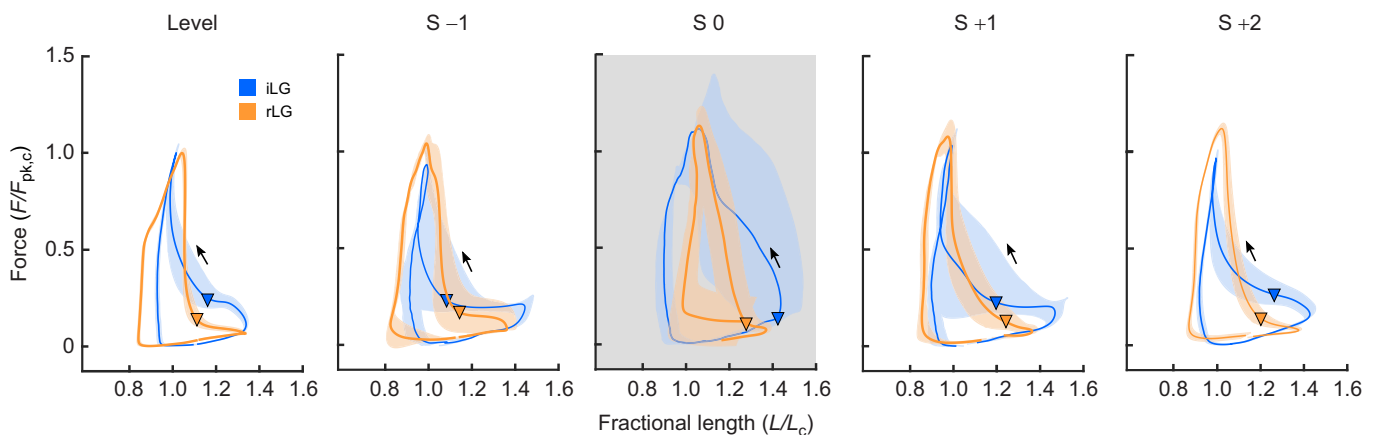 Level
S −1
S 0
S +1
S +2
Force (F/Fpk,c)
1.5
1.0
0.5
0
iLG
rLG
0.8 1.0 1.2 1.4 1.6
0.8 1.0 1.2 1.4 1.6
0.8 1.0 1.2 1.4 1.6
0.8 1.0 1.2 1.4 1.6
0.8 1.0 1.2 1.4 1.6
Fractional length (L/Lc)